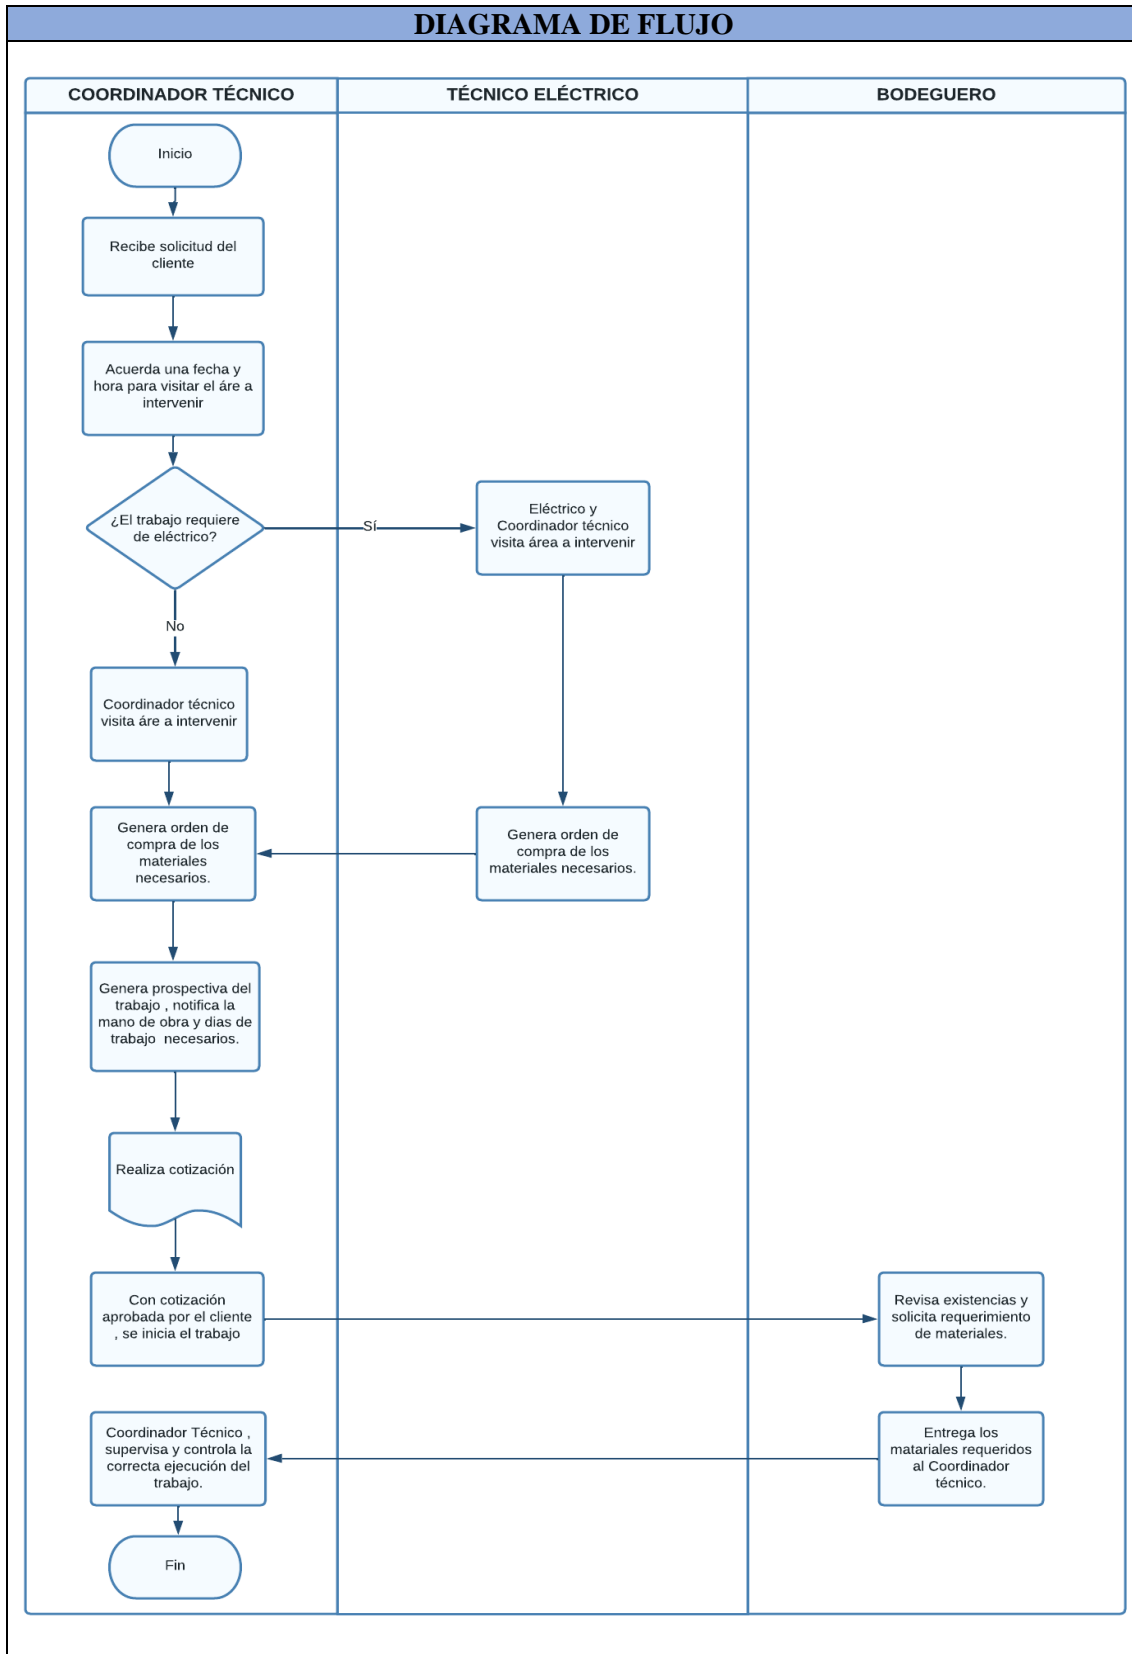 DIAGRAMA DE FLUJO
COORDINADOR TÉCNICO
TÉCNICO ELÉCTRICO
BODEGUERO
Inicio
Recibe solicitud del
cliente
Acuerda una fecha y
hora para visitar el áre a
intervenir
¿El trabajo requiere
de eléctrico?
Sí
Eléctrico y
Coordinador técnico
visita área a intervenir
No
Coordinador técnico
visita áre a intervenir
Genera orden de
compra de los
materiales
necesarios.
Genera orden de
compra de los
materiales necesarios.
Genera prospectiva del
trabajo , notifica la
mano de obra y dias de
trabajo  necesarios.
Realiza cotización
Con cotización
aprobada por el cliente
, se inicia el trabajo
Revisa existencias y
solicita requerimiento
de materiales.
Coordinador Técnico ,
supervisa y controla la
correcta ejecución del
trabajo.
Entrega los
matariales requeridos
al Coordinador
técnico.
Fin